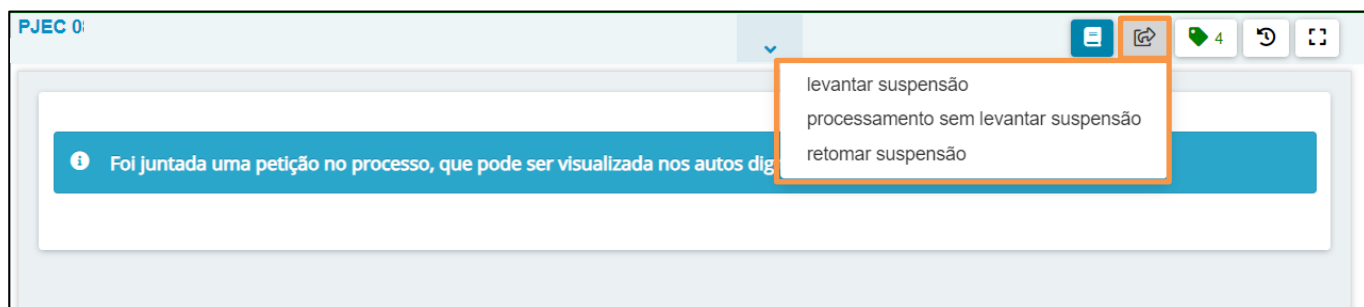 PJEC 0
4
levantar suspensão
processamento sem levantar suspensão
retomar suspensão
Foi juntada uma petição no processo, que pode ser visualizada nos autos dig